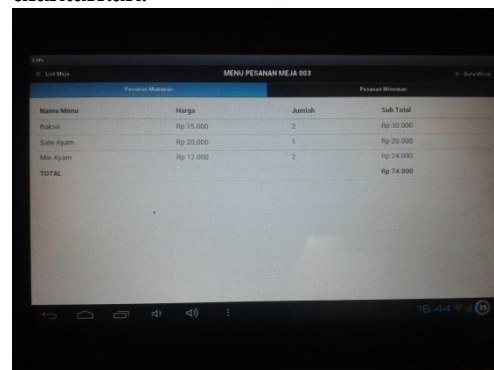 Cafe
List Meja MENU PESANAN MEJA 003
Pesanan Makanan Pesanan Minuman
Nama Menu Harga Jumlah Sub Total
Bakso Rp 15.000 2 Rp 30.000
Sate Ayam Rp 20.000 1 Rp 20.000
Mie Ayam Rp 12.000 2 Rp 24.000
TOTAL Rp 74.000
16:44 35